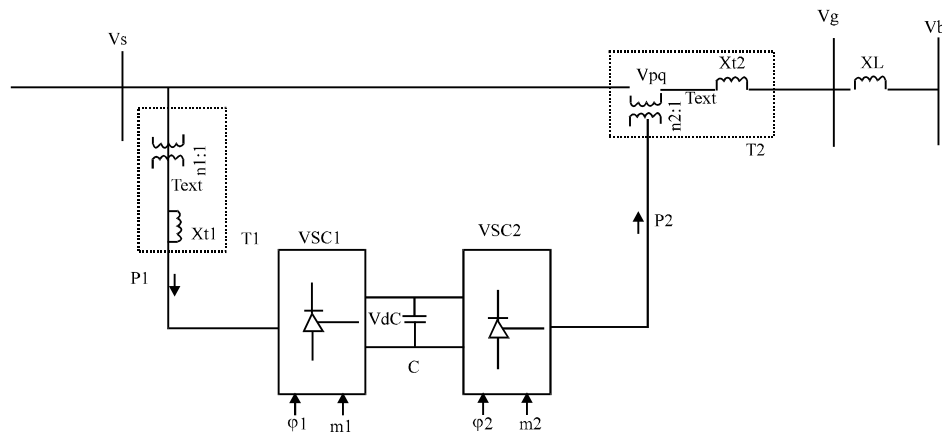 Vs
Vg
Vb
Vpq
Xt2
XL
Text
n2:1
T2
n1:1
Text
Xt1
T1
VSC1
VSC2
P2
P1
VdC
C
φ1
m1
φ2
m2